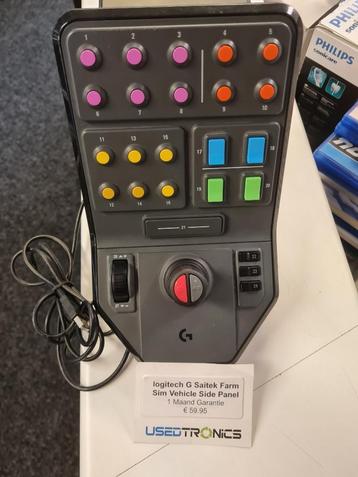 1 2 3 4 5
6 7 8 9 10
11 13 15
12 14 16
17 18
19 20
21
22
23
24
G
logitech G Saitek Farm
Sim Vehicle Side Panel
1 Maand Garantie
€ 59.95
USEDTRONICS
PHILIPS
sonicare